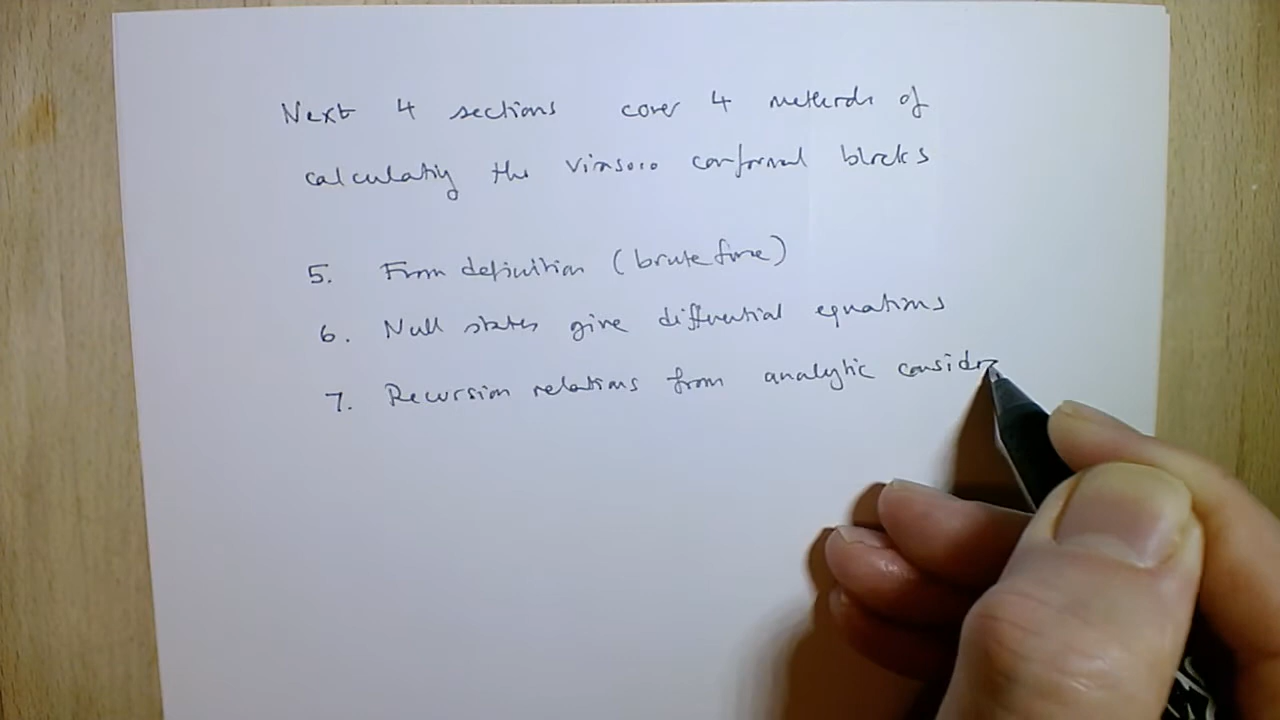 Next 4 sections cover 4 methods of
calculating the Virasoro conformal blocks
5. From definition (brute force)
6. Null states give differential equations
7. Recursion relations from analytic consider